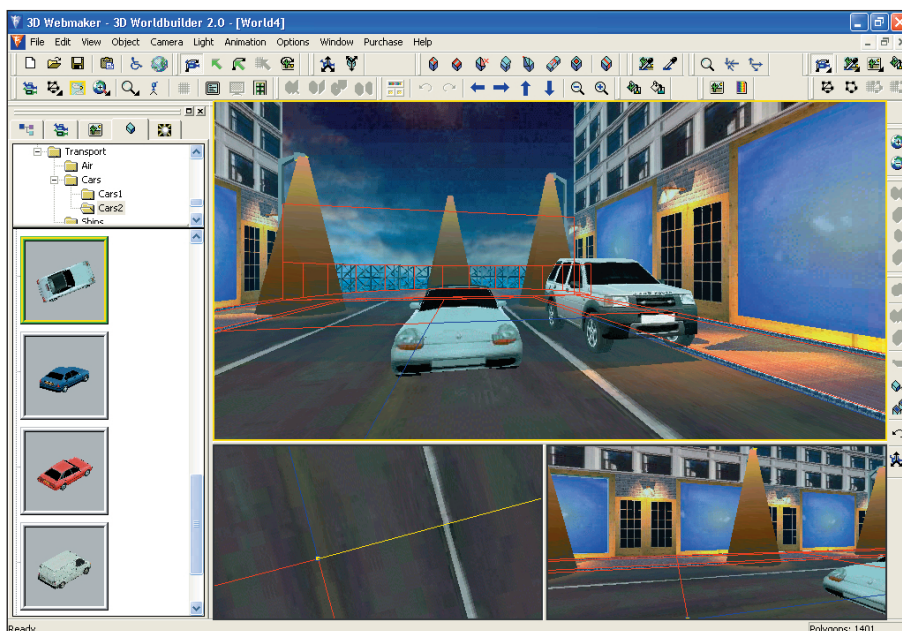 3D Webmaker - 3D Worldbuilder 2.0 - [World4]
File Edit View Object Camera Light Animation Options Window Purchase Help
Transport
Air
Cars
Cars1
Cars2
Ships
Ready
Polygons: 1401